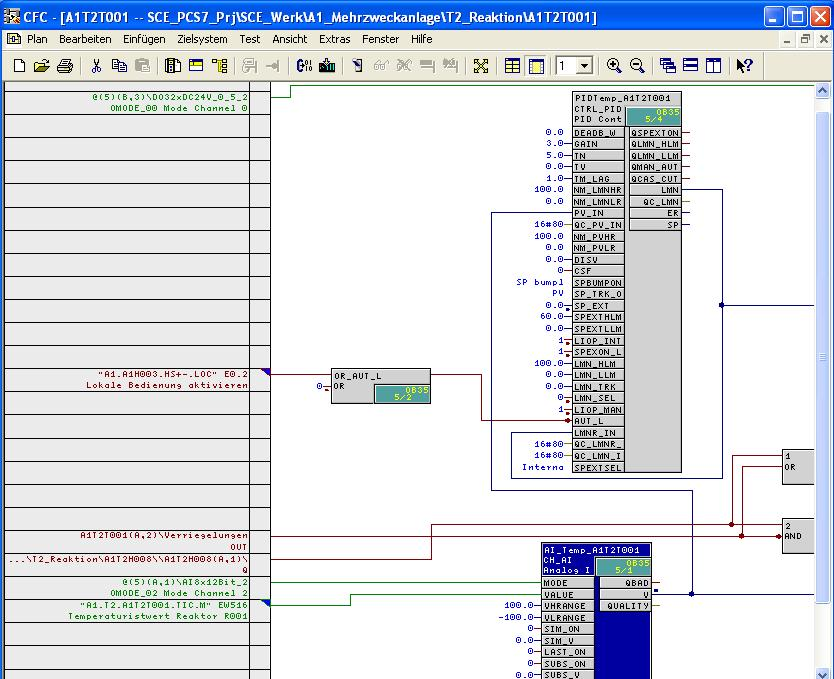 CFC - [A1T2T001 -- SCE_PCS7_Prj\SCE_Werk\A1_Mehrzweckanlage\T2_Reaktion\A1T2T001]
Plan Bearbeiten Einfügen Zielsystem Test Ansicht Extras Fenster Hilfe
1
@(5)(B,3)\DO32xDC24V_0_5_2
OMODE_00 Mode Channel 0
"A1.A1H003.HS+-.LOC" E0.2
Lokale Bedienung aktivieren
A1T2T001(A,2)\Verriegelungen
OUT
...\T2_Reaktion\A1T2H008\\A1T2H008(A,1)\
Q
@(5)(A,1)\AI8x12Bit_2
OMODE_02 Mode Channel 2
"A1.T2.A1T2T001.TIC.M" EW516
Temperaturistwert Reaktor R001
OR_AUT_L
0 OR
OB35
5/2
PIDTemp_A1T2T001
CTRL_PID
PID Cont
OB35
5/4
0.0 DEADB_W QSPEXTON
3.0 GAIN QLMN_HLM
5.0 TN QLMN_LLM
0.0 TV QMAN_AUT
1.0 TM_LAG QCAS_CUT
100.0 NM_LMNHR LMN
0.0 NM_LMNLR QC_LMN
PV_IN ER
16#80 QC_PV_IN SP
100.0 NM_PVHR
0.0 NM_PVLR
0.0 DISV
0 CSF
SP bumpl SPBUMPON
PV SP_TRK_O
0.0 SP_EXT
60.0 SPEXTHLM
0.0 SPEXTLLM
1 LIOP_INT
1 SPEXON_L
100.0 LMN_HLM
0.0 LMN_LLM
0.0 LMN_TRK
0 LMN_SEL
1 LIOP_MAN
AUT_L
LMNR_IN
16#80 QC_LMNR_
16#80 QC_LMN_I
Interna SPEXTSEL
1
OR
2
AND
AI_Temp_A1T2T001
CH_AI
Analog I
OB35
5/1
MODE QBAD
VALUE V
100.0 VHRANGE QUALITY
-100.0 VLRANGE
0 SIM_ON
0.0 SIM_V
0 LAST_ON
0 SUBS_ON
0.0 SUBS_V